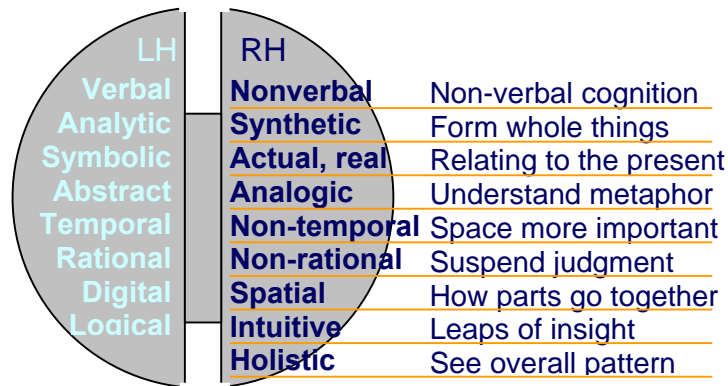 LH RH
Verbal Nonverbal Non-verbal cognition
Analytic Synthetic Form whole things
Symbolic Actual, real Relating to the present
Abstract Analogic Understand metaphor
Temporal Non-temporal Space more important
Rational Non-rational Suspend judgment
Digital Spatial How parts go together
Logical Intuitive Leaps of insight
Holistic See overall pattern